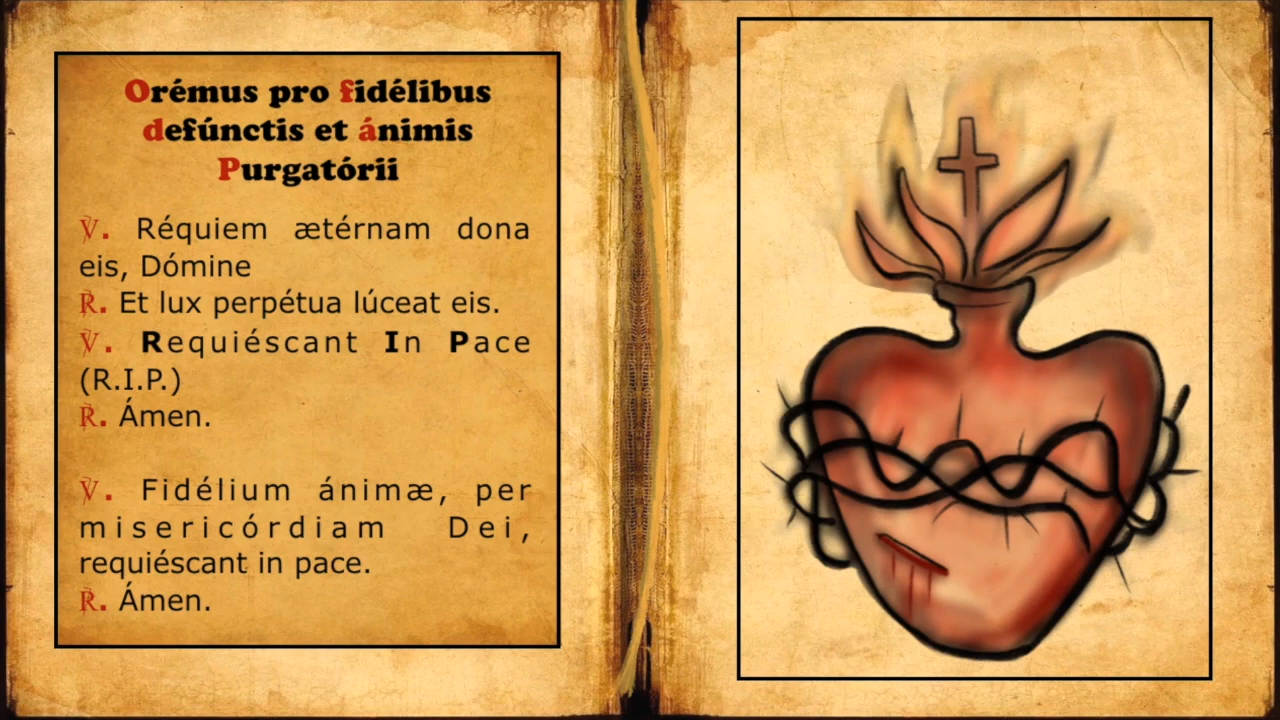 Orémus pro fidélibus
defúnctis et ánimis
Purgatórii
℣. Réquiem ætérnam dona
eis, Dómine
℟. Et lux perpétua lúceat eis.
℣. Requiéscant In Pace
(R.I.P.)
℟. Ámen.
℣. Fidélium ánimæ, per
misericórdiam Dei,
requiéscant in pace.
℟. Ámen.